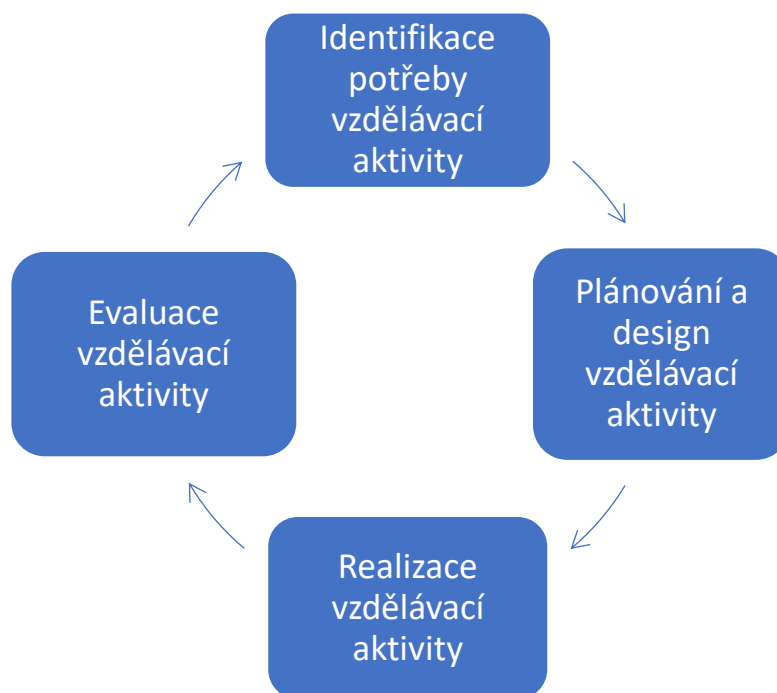 Identifikace
potřeby
vzdělávací
aktivity
Plánování a
design
vzdělávací
aktivity
Realizace
vzdělávací
aktivity
Evaluace
vzdělávací
aktivity